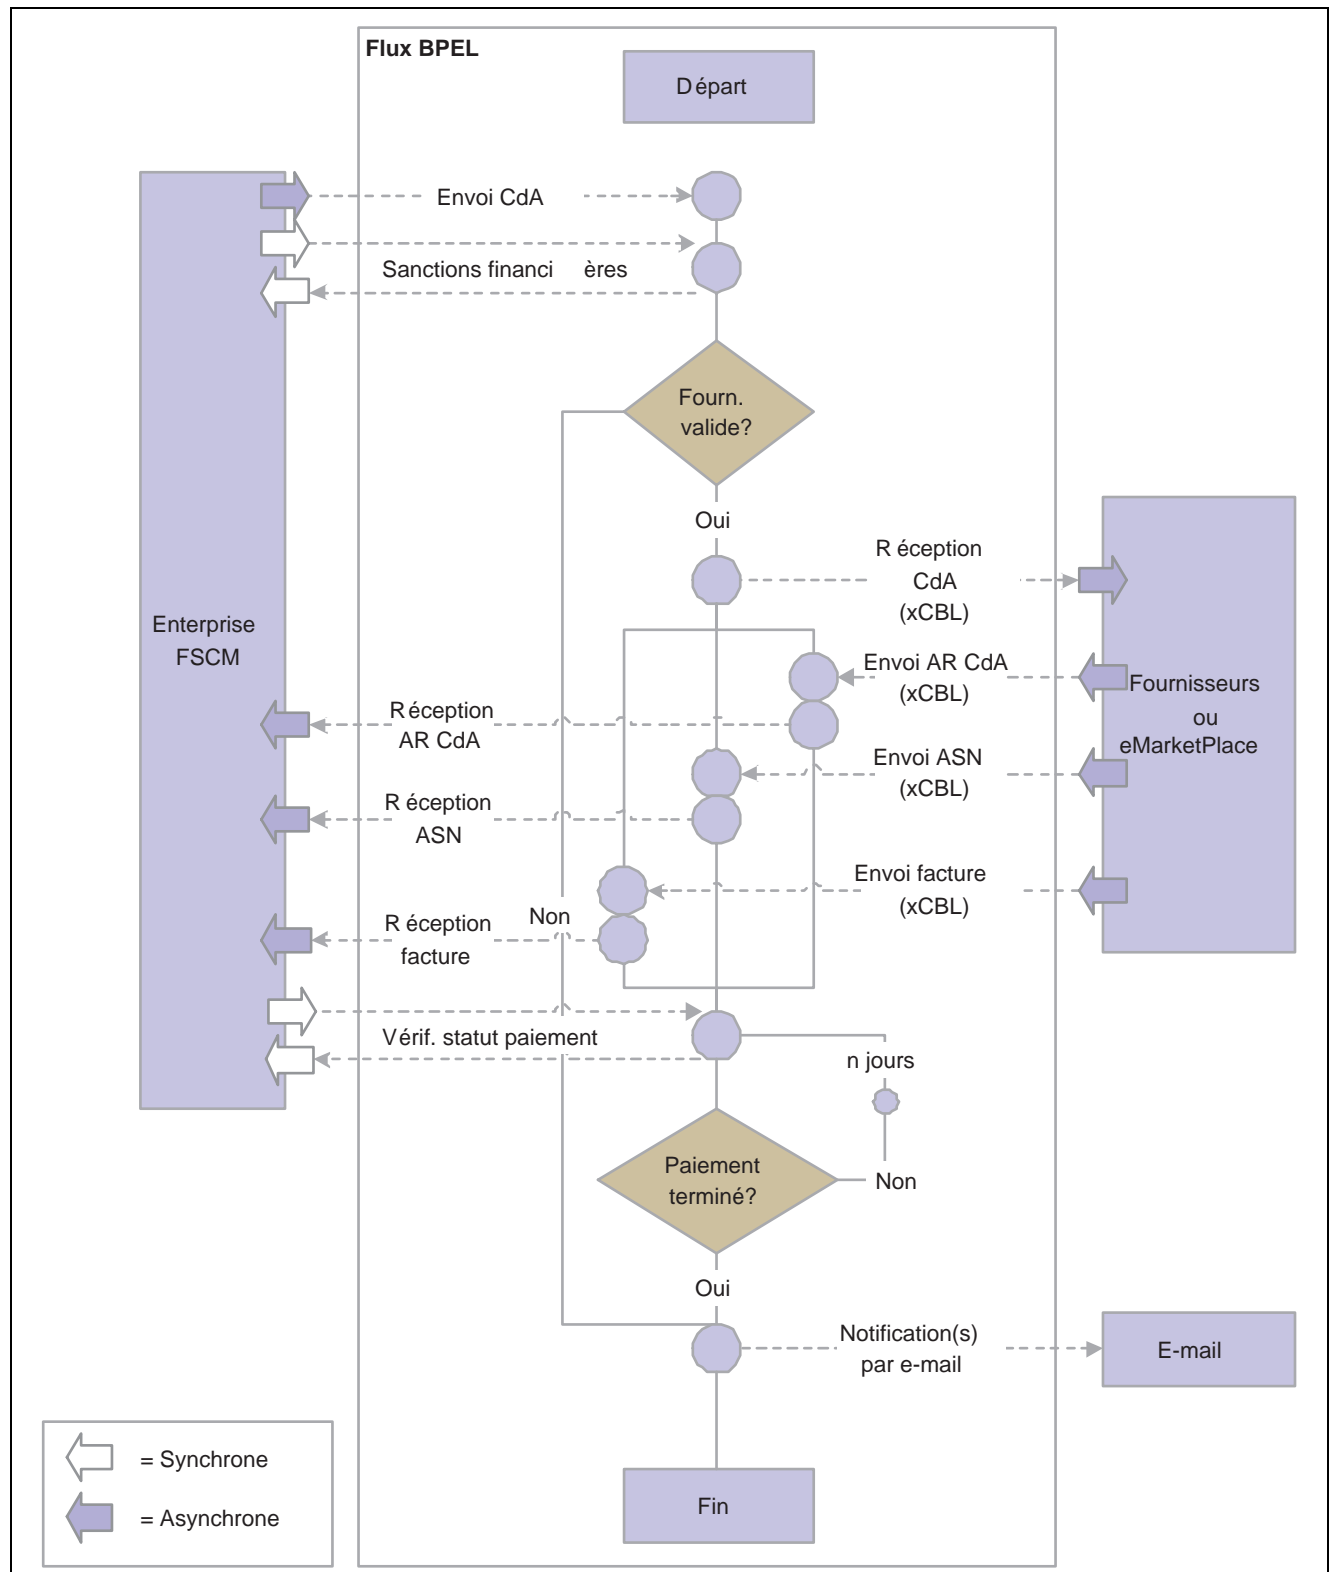 Flux BPEL
Départ
Envoi CdA
Sanctions financi ères
Fourn.
valide?
Oui
R éception
CdA
(xCBL)
Enterprise
FSCM
Envoi AR CdA
(xCBL)
Fournisseurs
ou
eMarketPlace
Réception
AR CdA
Envoi ASN
(xCBL)
R éception
ASN
Envoi facture
(xCBL)
Non
R éception
facture
Vérif. statut paiement
n jours
Paiement
terminé?
Non
Oui
Notification(s)
par e-mail
E-mail
= Synchrone
= Asynchrone
Fin